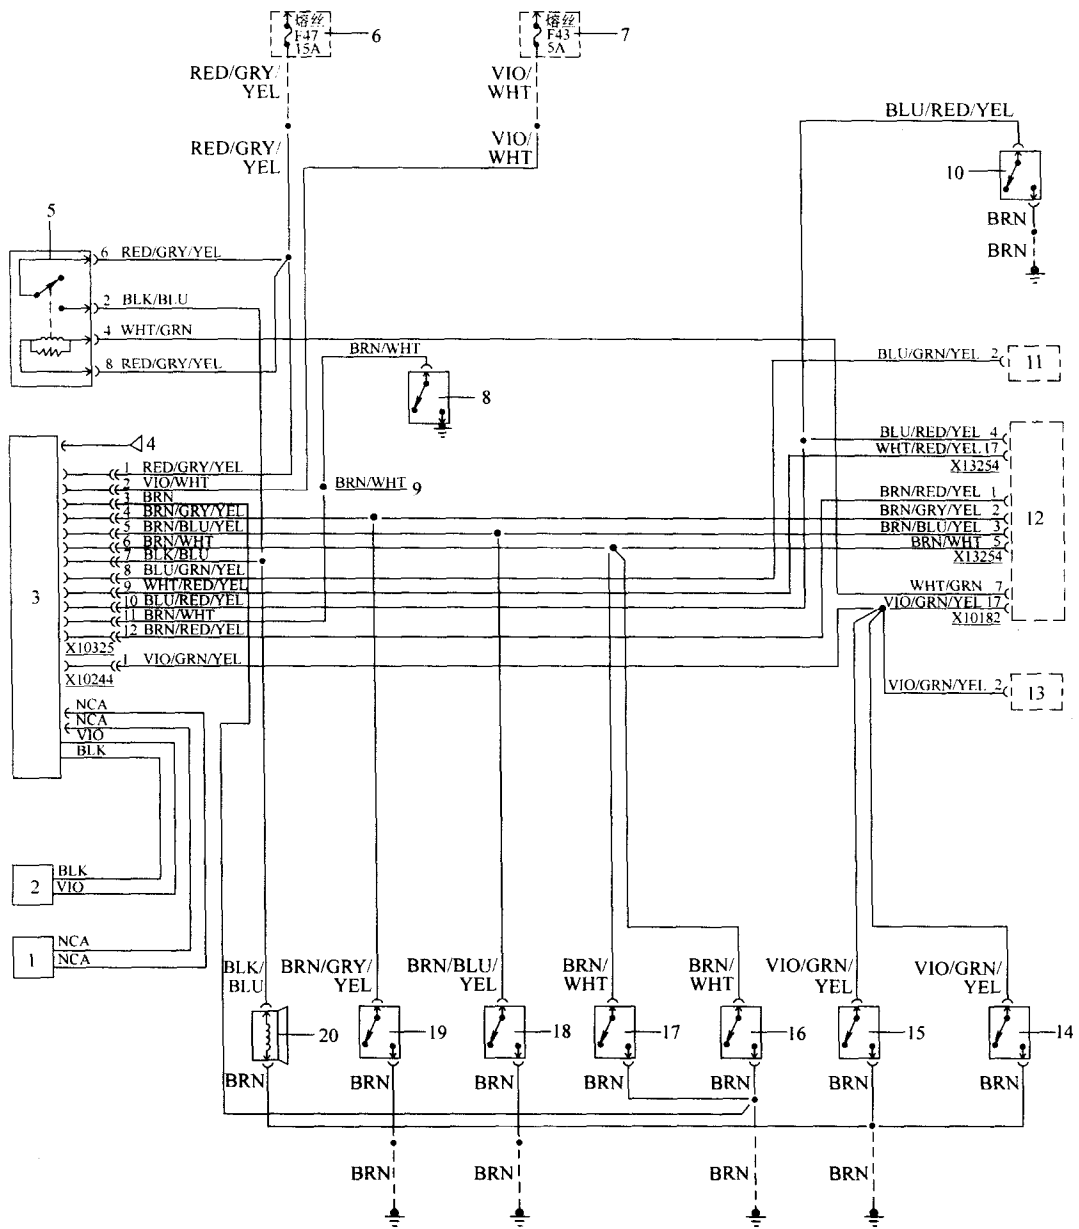 熔丝
F47
15A
6
熔丝
F43
5A
7
RED/GRY/
YEL
VIO/
WHT
RED/GRY/
YEL
VIO/
WHT
BLU/RED/YEL
10
BRN
BRN
5
6 RED/GRY/YEL
2 BLK/BLU
4 WHT/GRN
8 RED/GRY/YEL
BRN/WHT
8
BLU/GRN/YEL 2
11
3
4
1 RED/GRY/YEL
2 VIO/WHT
3 BRN
4 BRN/GRY/YEL
5 BRN/BLU/YEL
6 BRN/WHT
7 BLK/BLU
8 BLU/GRN/YEL
9 WHT/RED/YEL
10 BLU/RED/YEL
11 BRN/WHT
12 BRN/RED/YEL
X10325
1 VIO/GRN/YEL
X10244
NCA
NCA
VIO
BLK
BRN/WHT 9
BLU/RED/YEL 4
WHT/RED/YEL 17
X13254
BRN/RED/YEL 1
BRN/GRY/YEL 2
BRN/BLU/YEL 3
BRN/WHT 5
X13254
12
WHT/GRN 7
VIO/GRN/YEL 17
X10182
VIO/GRN/YEL 2
13
2
BLK
VIO
1
NCA
NCA
BLK/
BLU
BRN/GRY/
YEL
BRN/BLU/
YEL
BRN/
WHT
BRN/
WHT
VIO/GRN/
YEL
VIO/GRN/
YEL
20
19
18
17
16
15
14
BRN
BRN
BRN
BRN
BRN
BRN
BRN
BRN
BRN
BRN
BRN